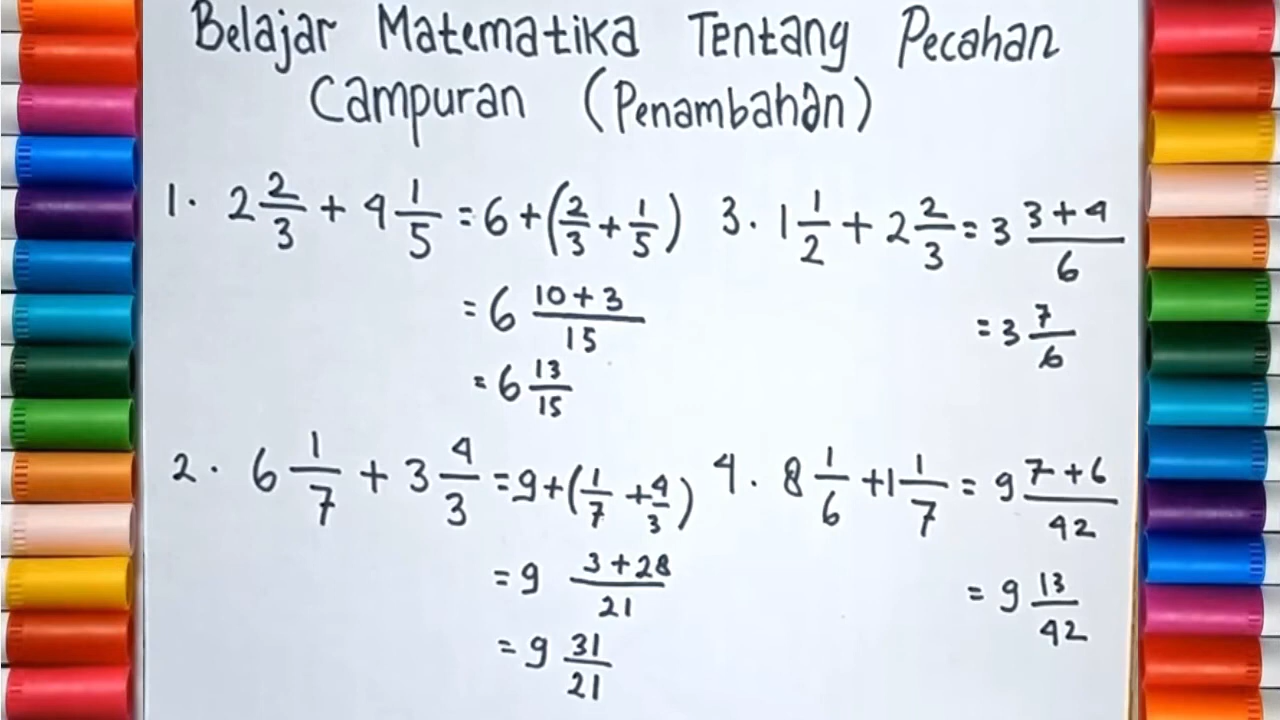 Belajar Matematika Tentang Pecahan
Campuran (Penambahan)
1. 2 2/3 + 4 1/5 = 6 + (2/3 + 1/5)
= 6 10+3/15
= 6 13/15
2. 6 1/7 + 3 4/3 = 9 + (1/7 + 4/3)
= 9 3+28/21
= 9 31/21
3. 1 1/2 + 2 2/3 = 3 3+4/6
= 3 7/6
4. 8 1/6 + 1 1/7 = 9 7+6/42
= 9 13/42